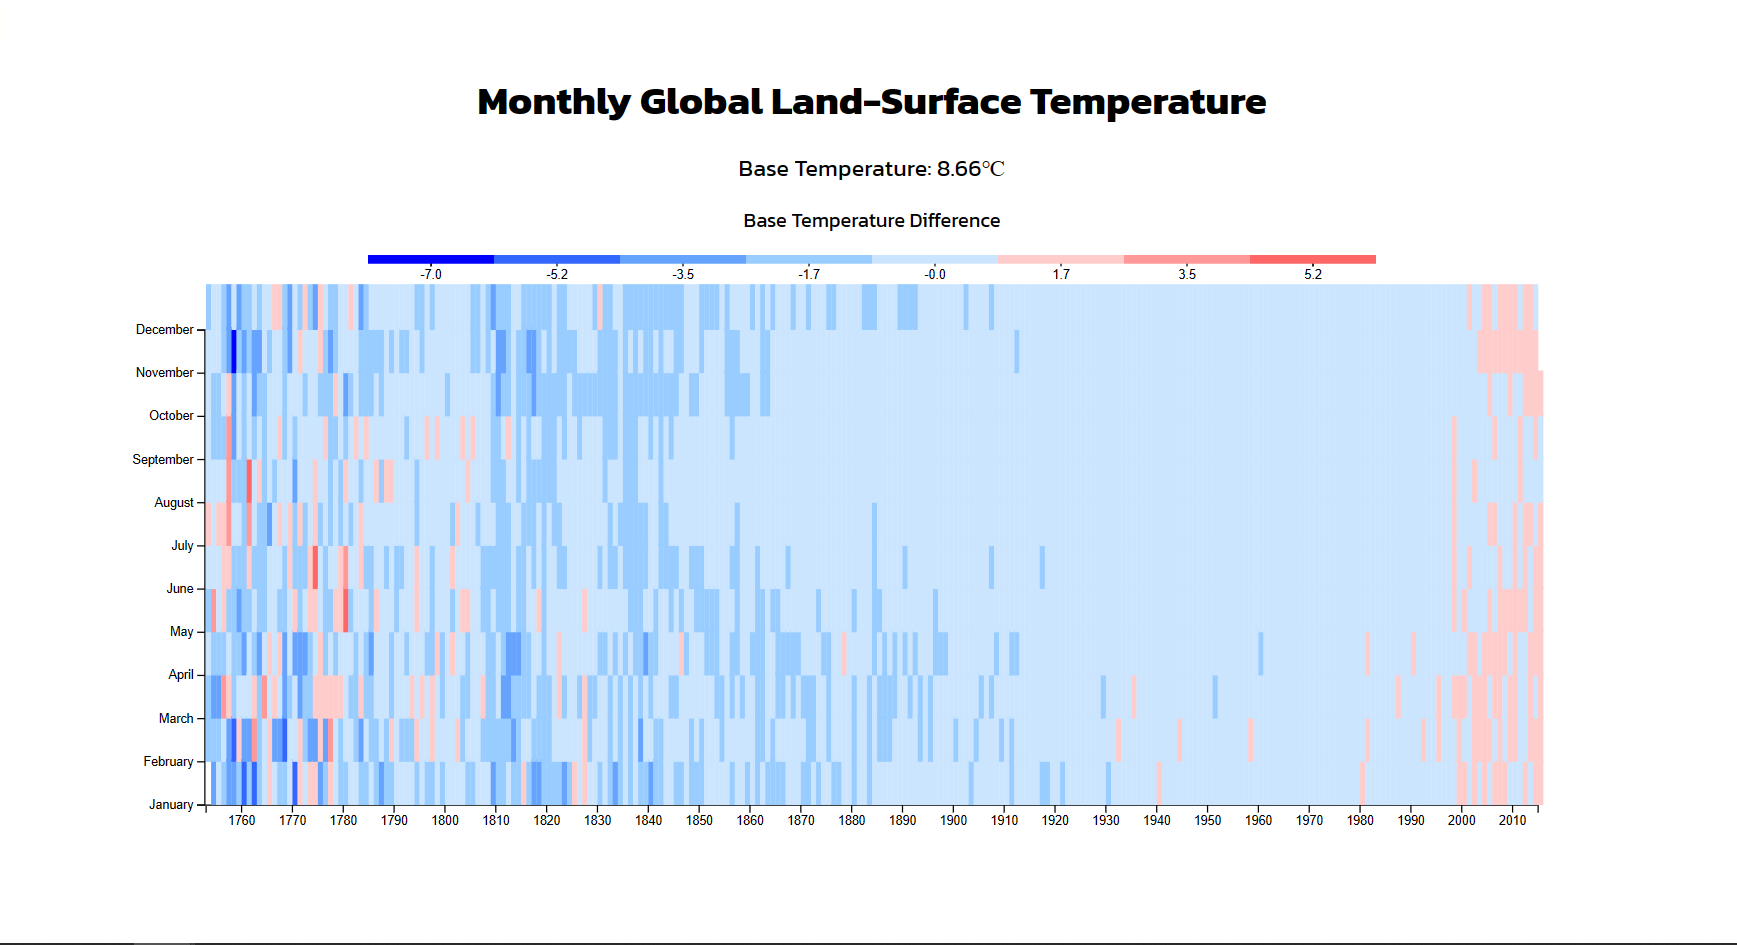 Monthly Global Land-Surface Temperature
Base Temperature: 8.66℃
Base Temperature Difference
-7.0 -5.2 -3.5 -1.7 -0.0 1.7 3.5 5.2
December
November
October
September
August
July
June
May
April
March
February
January
1760 1770 1780 1790 1800 1810 1820 1830 1840 1850 1860 1870 1880 1890 1900 1910 1920 1930 1940 1950 1960 1970 1980 1990 2000 2010